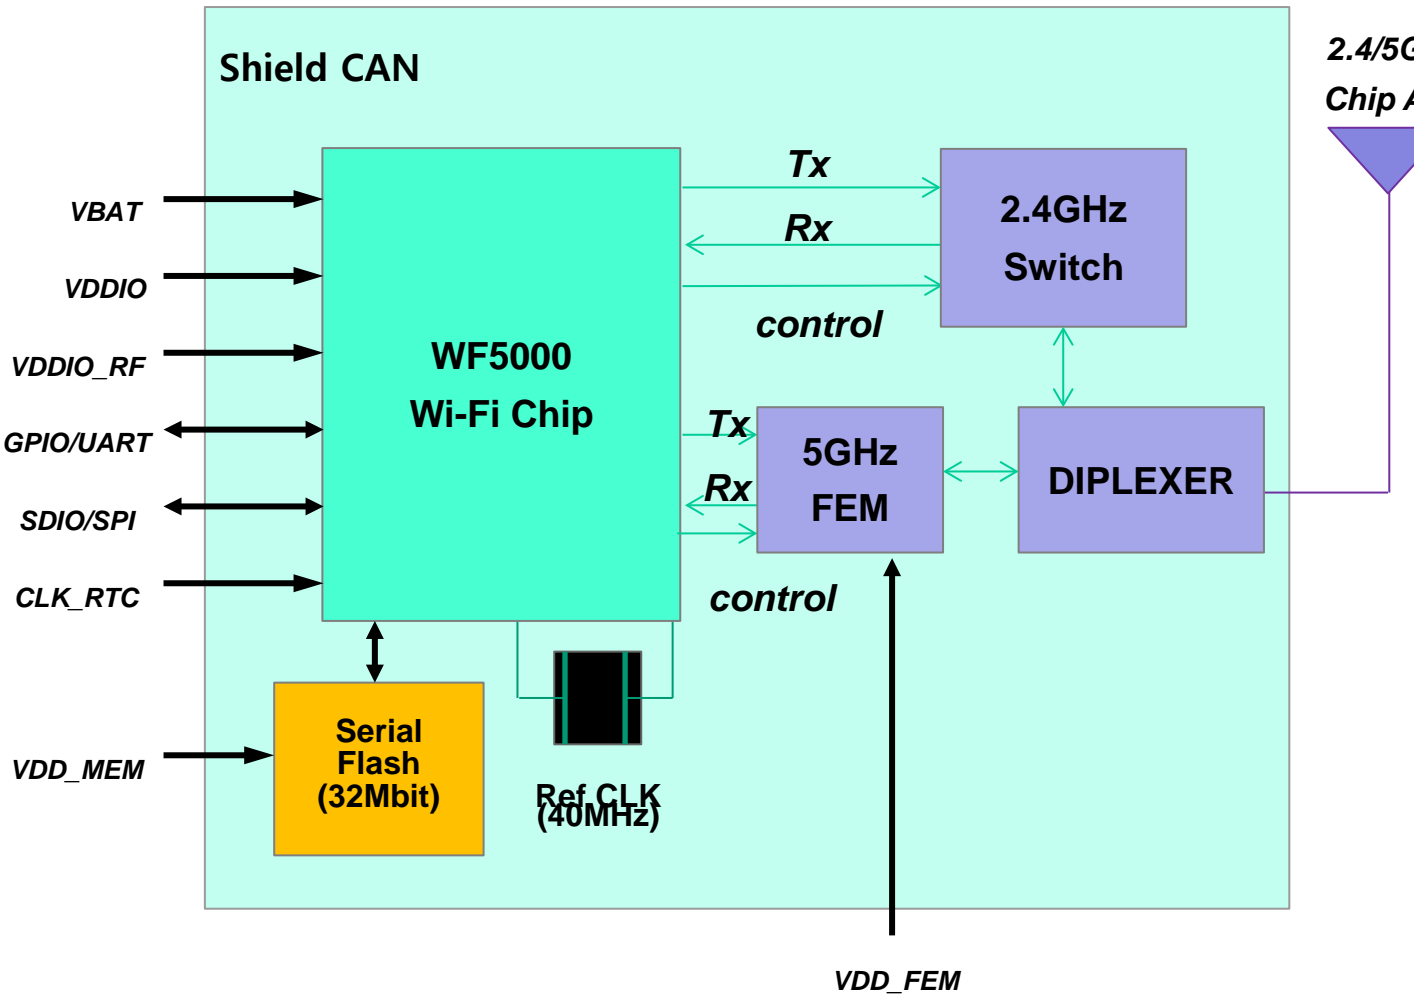 Shield CAN
2.4/5G
Chip A
VBAT
VDDIO
VDDIO_RF
GPIO/UART
SDIO/SPI
CLK_RTC
VDD_MEM
WF5000
Wi-Fi Chip
Tx
Rx
control
2.4GHz
Switch
Tx
Rx
control
5GHz
FEM
DIPLEXER
Serial
Flash
(32Mbit)
Ref CLK
(40MHz)
VDD_FEM